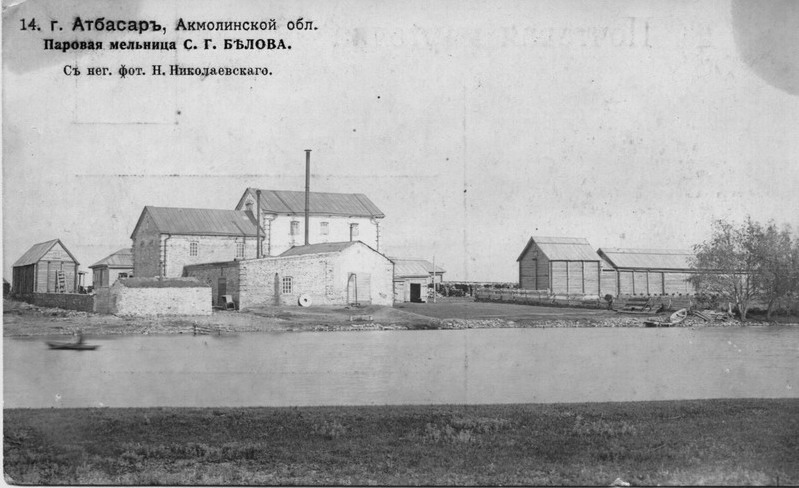 14. г. Атбасаръ, Акмолинской обл.
Паровая мельница С. Г. БѢЛОВА.
Съ нег. фот. Н. Николаевскаго.